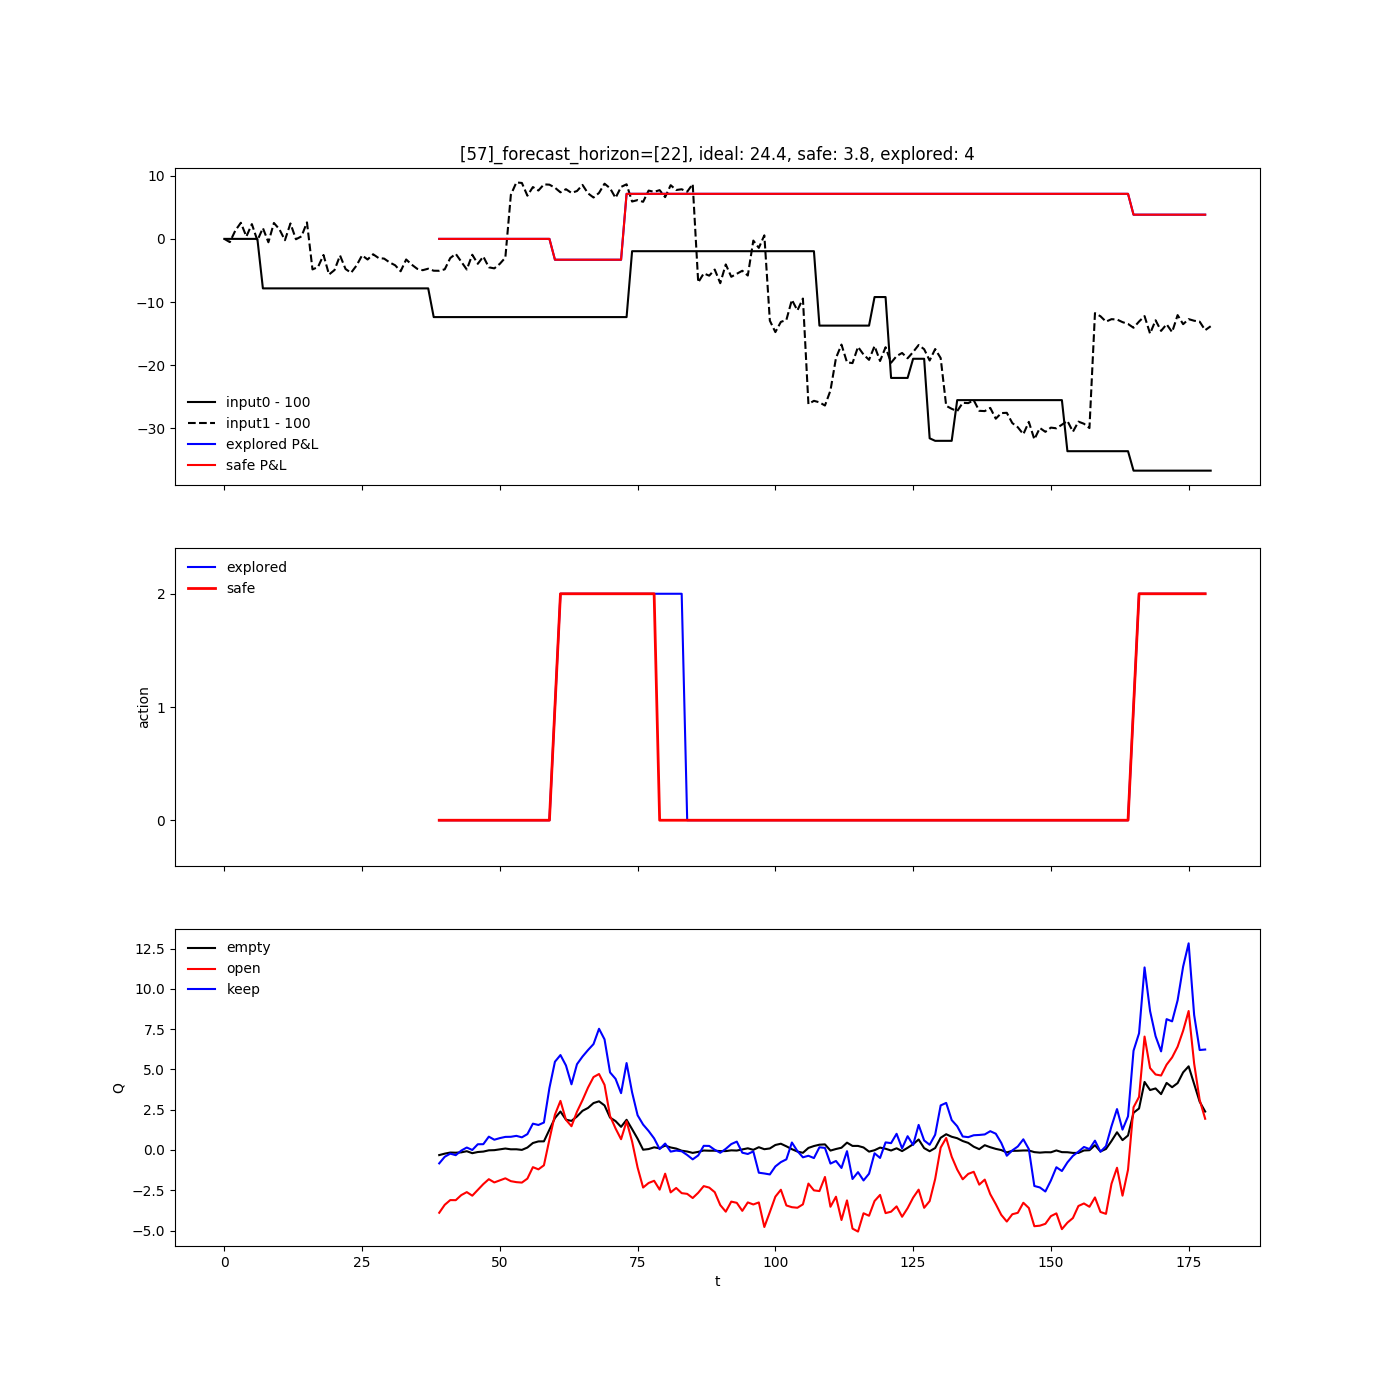 [57]_forecast_horizon=[22], ideal: 24.4, safe: 3.8, explored: 4
10
0
−10
−20
−30
input0 - 100
input1 - 100
explored P&L
safe P&L
explored
safe
2
1
0
action
empty
open
keep
12.5
10.0
7.5
5.0
2.5
0.0
−2.5
−5.0
Q
0 25 50 75 100 125 150 175
t